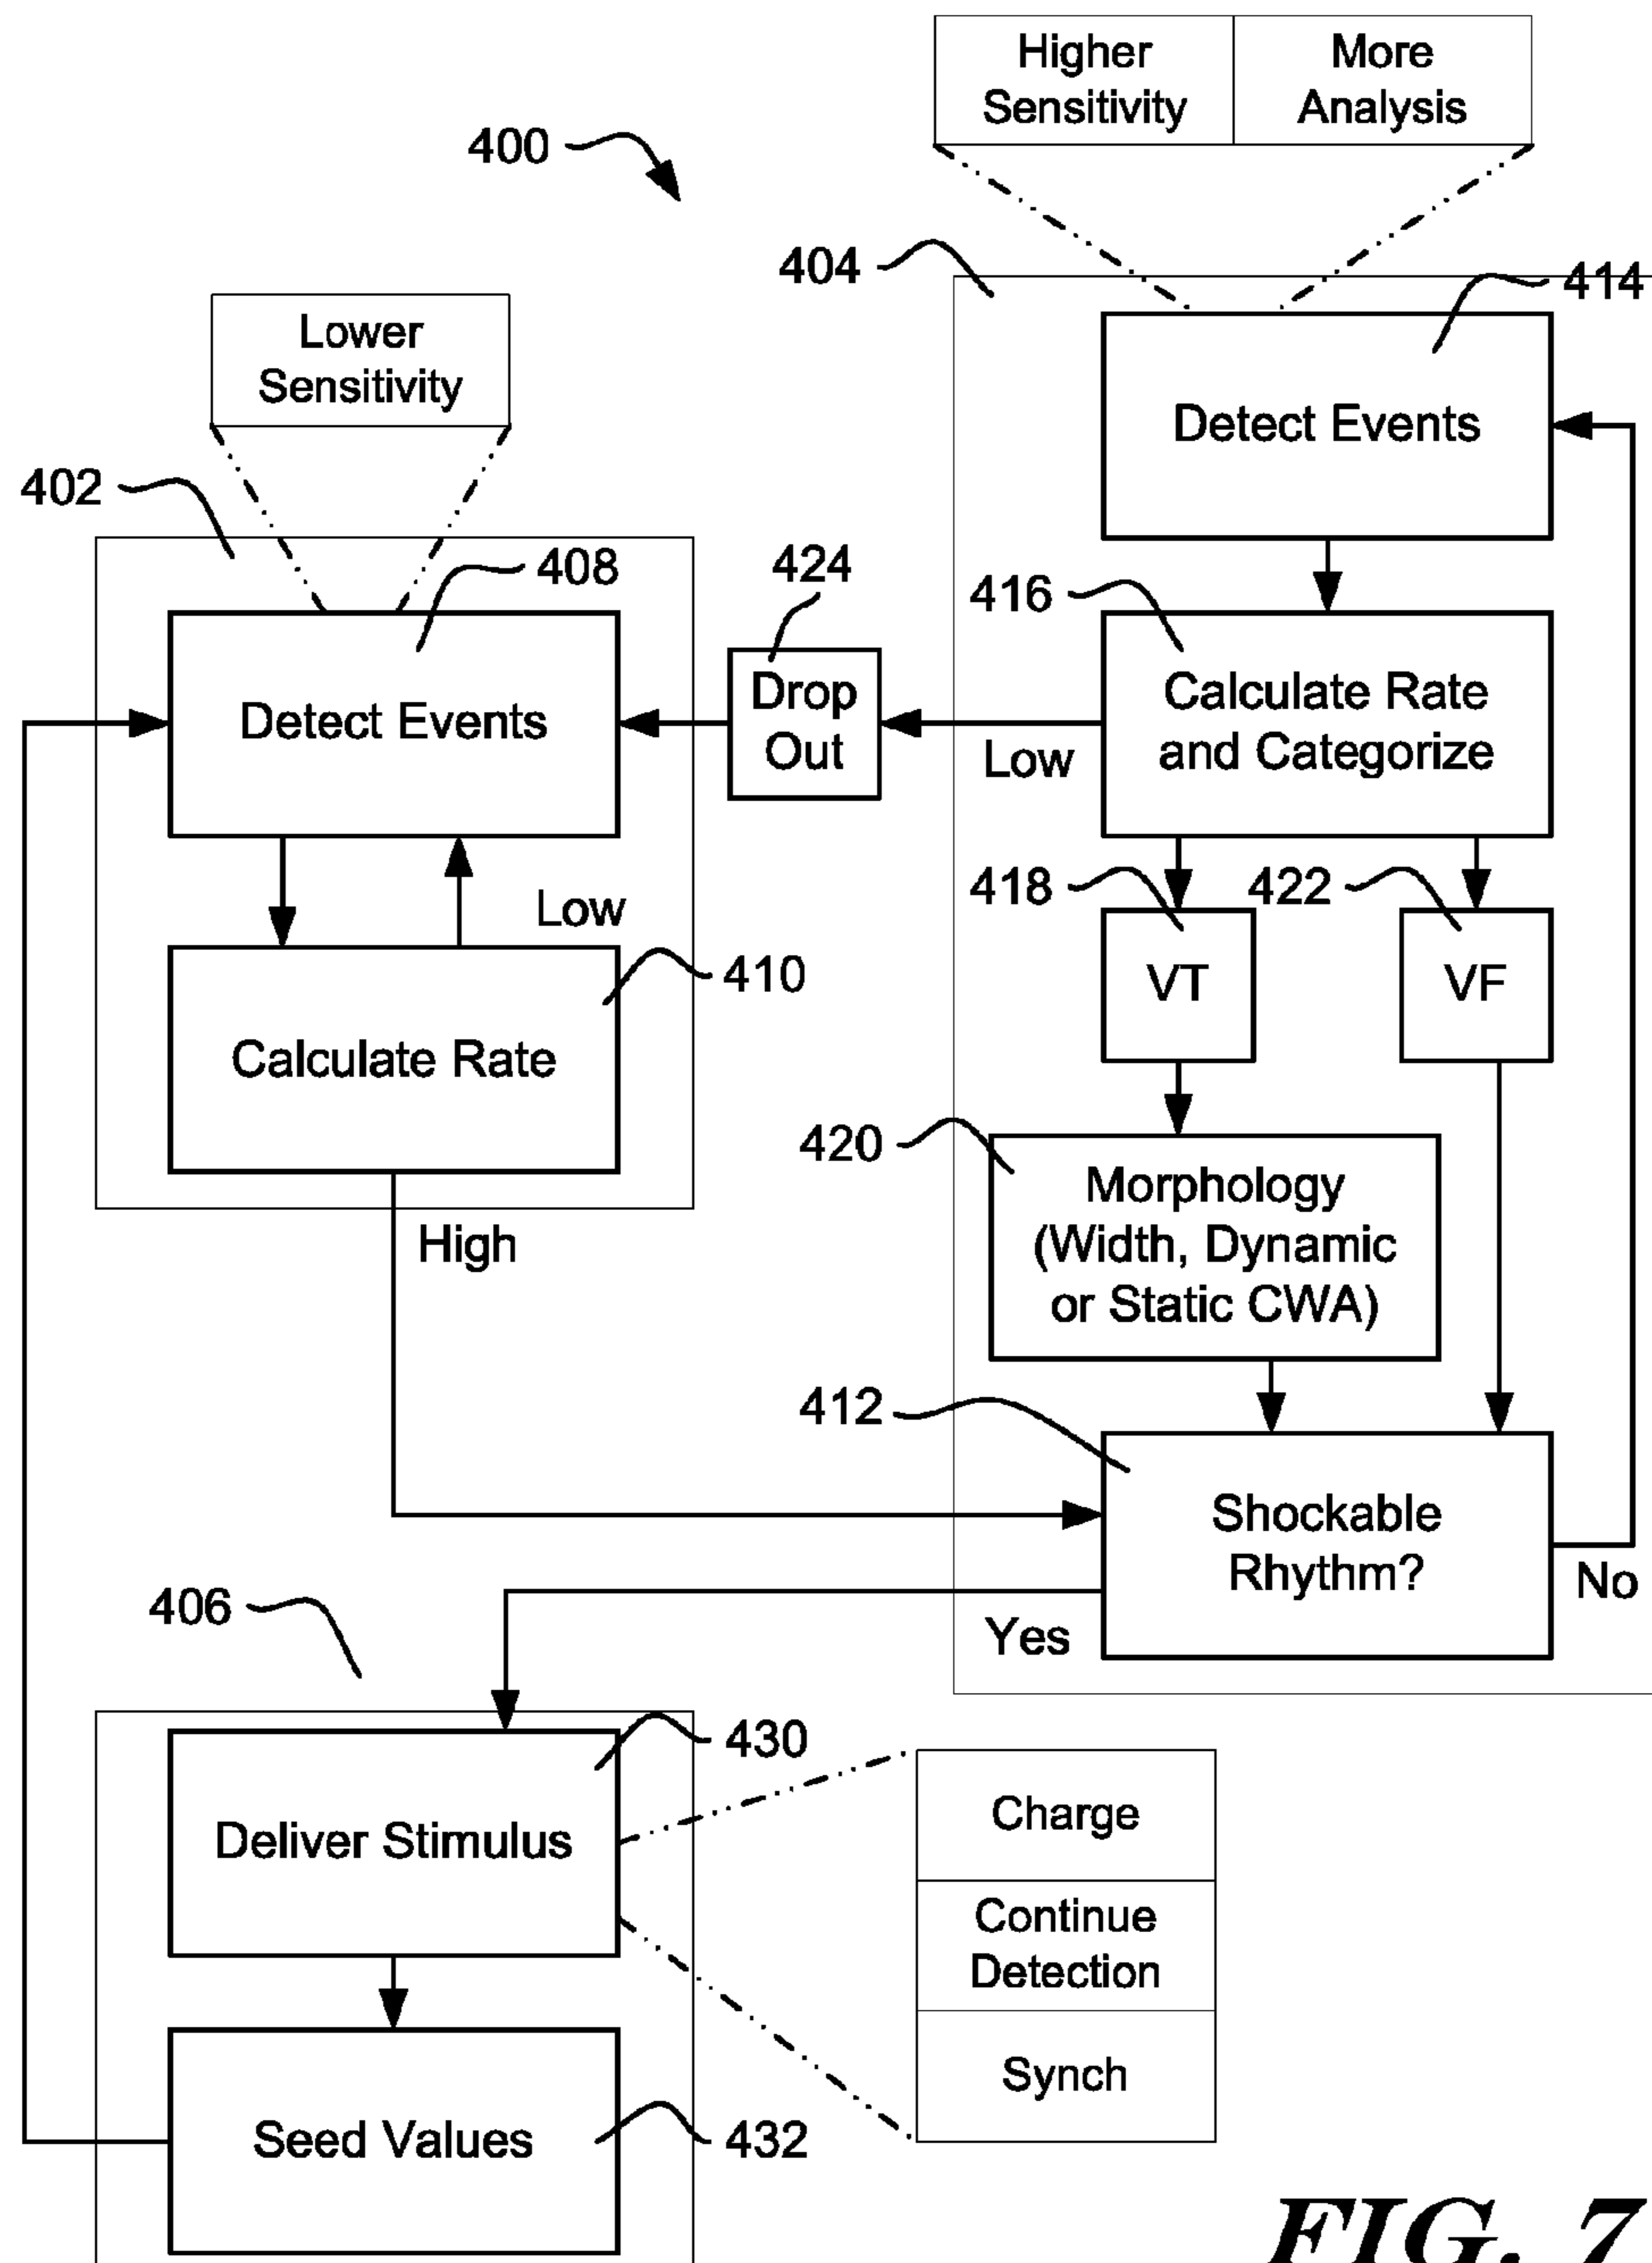 Higher
Sensitivity
More
Analysis
400
404
414
Lower
Sensitivity
Detect Events
402
408
424
416
Detect Events
Drop
Out
Low
Calculate Rate
and Categorize
Low
418
422
410
VT
VF
Calculate Rate
420
Morphology
(Width, Dynamic
or Static CWA)
High
412
Shockable
Rhythm?
No
406
Yes
430
Deliver Stimulus
Charge
Continue
Detection
Synch
Seed Values
432
FIG. 7